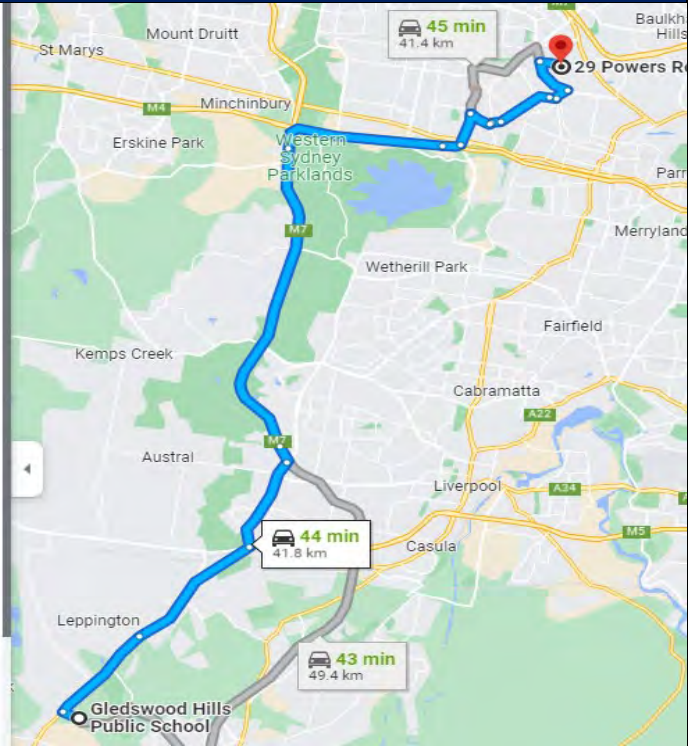 Mount Druitt
St Marys
45 min
41.4 km
Baulkh
Hills
29 Powers Ro
M4
Minchinbury
Erskine Park
Western
Sydney
Parklands
Parr
M7
Merryland
Wetherill Park
Fairfield
Kemps Creek
Cabramatta
A22
M7
Austral
Liverpool
A34
M5
44 min
41.8 km
Casula
Leppington
43 min
49.4 km
Gledswood Hills
Public School